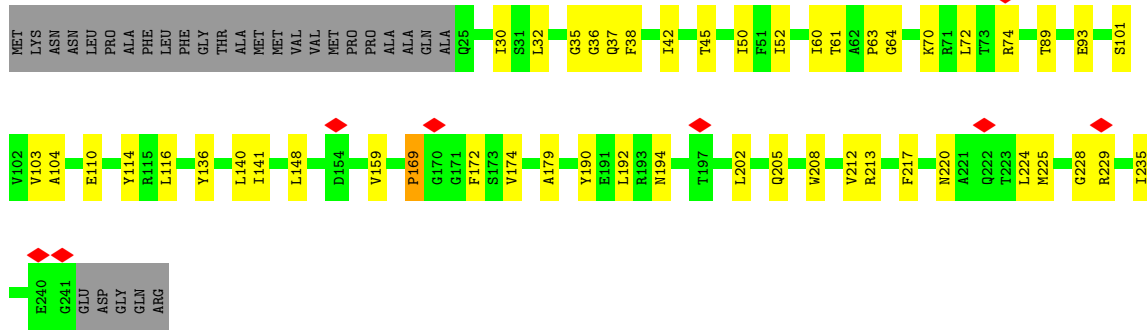 MET LYS ASN ASN LEU PRO ALA PHE LEU PHE GLY THR ALA MET MET VAL VAL MET PRO PRO ALA ALA GLN ALA Q25 I30 S31 L32 G35 G36 Q37 F38 I42 T45 I50 F51 I52 I60 T61 A62 P63 G64 K70 R71 L72 T73 R74 T89 E93 S101
V102 V103 A104 E110 Y114 R115 L116 Y136 L140 I141 L148 D154 V159 P169 G170 G171 F172 S173 V174 A179 Y190 E191 L192 R193 N194 T197 L202 Q205 W208 V212 R213 F217 N220 A221 Q222 T223 L224 M225 G228 R229 I235
E240 G241 GLU ASP GLY GLN ARG